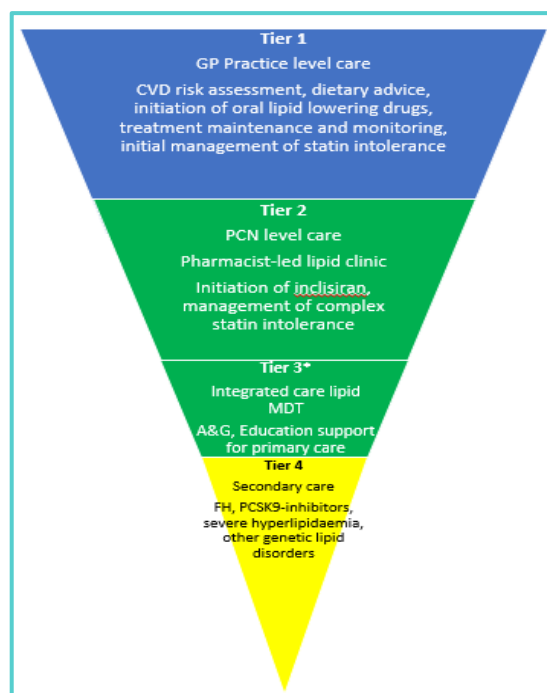 Tier 1
GP Practice level care
CVD risk assessment, dietary advice,
initiation of oral lipid lowering drugs,
treatment maintenance and monitoring,
initial management of statin intolerance
Tier 2
PCN level care
Pharmacist-led lipid clinic
Initiation of inclisiran,
management of complex
statin intolerance
Tier 3*
Integrated care lipid
MDT
A&G, Education support
for primary care
Tier 4
Secondary care
FH, PCSK9-inhibitors,
severe hyperlipidaemia,
other genetic lipid
disorders